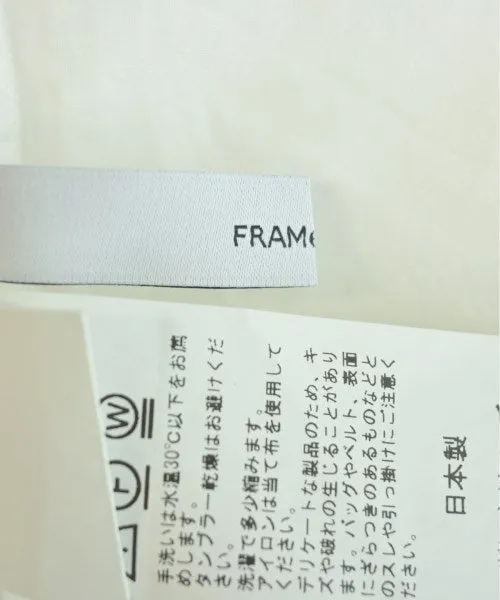 FRAMe
W
F
手洗いは水温30℃以下をお薦
めします。
タンブラー乾燥はお避けくだ
さい。
洗濯で多少縮みます。
アイロンは当て布を使用して
ください。
デリケートな製品のため、キ
ズや破れの生じることがあり
ます。バッグやベルト、表面
にざらつきのあるものなどと
のスレや引っ掛けにご注意く
ださい。
日本製